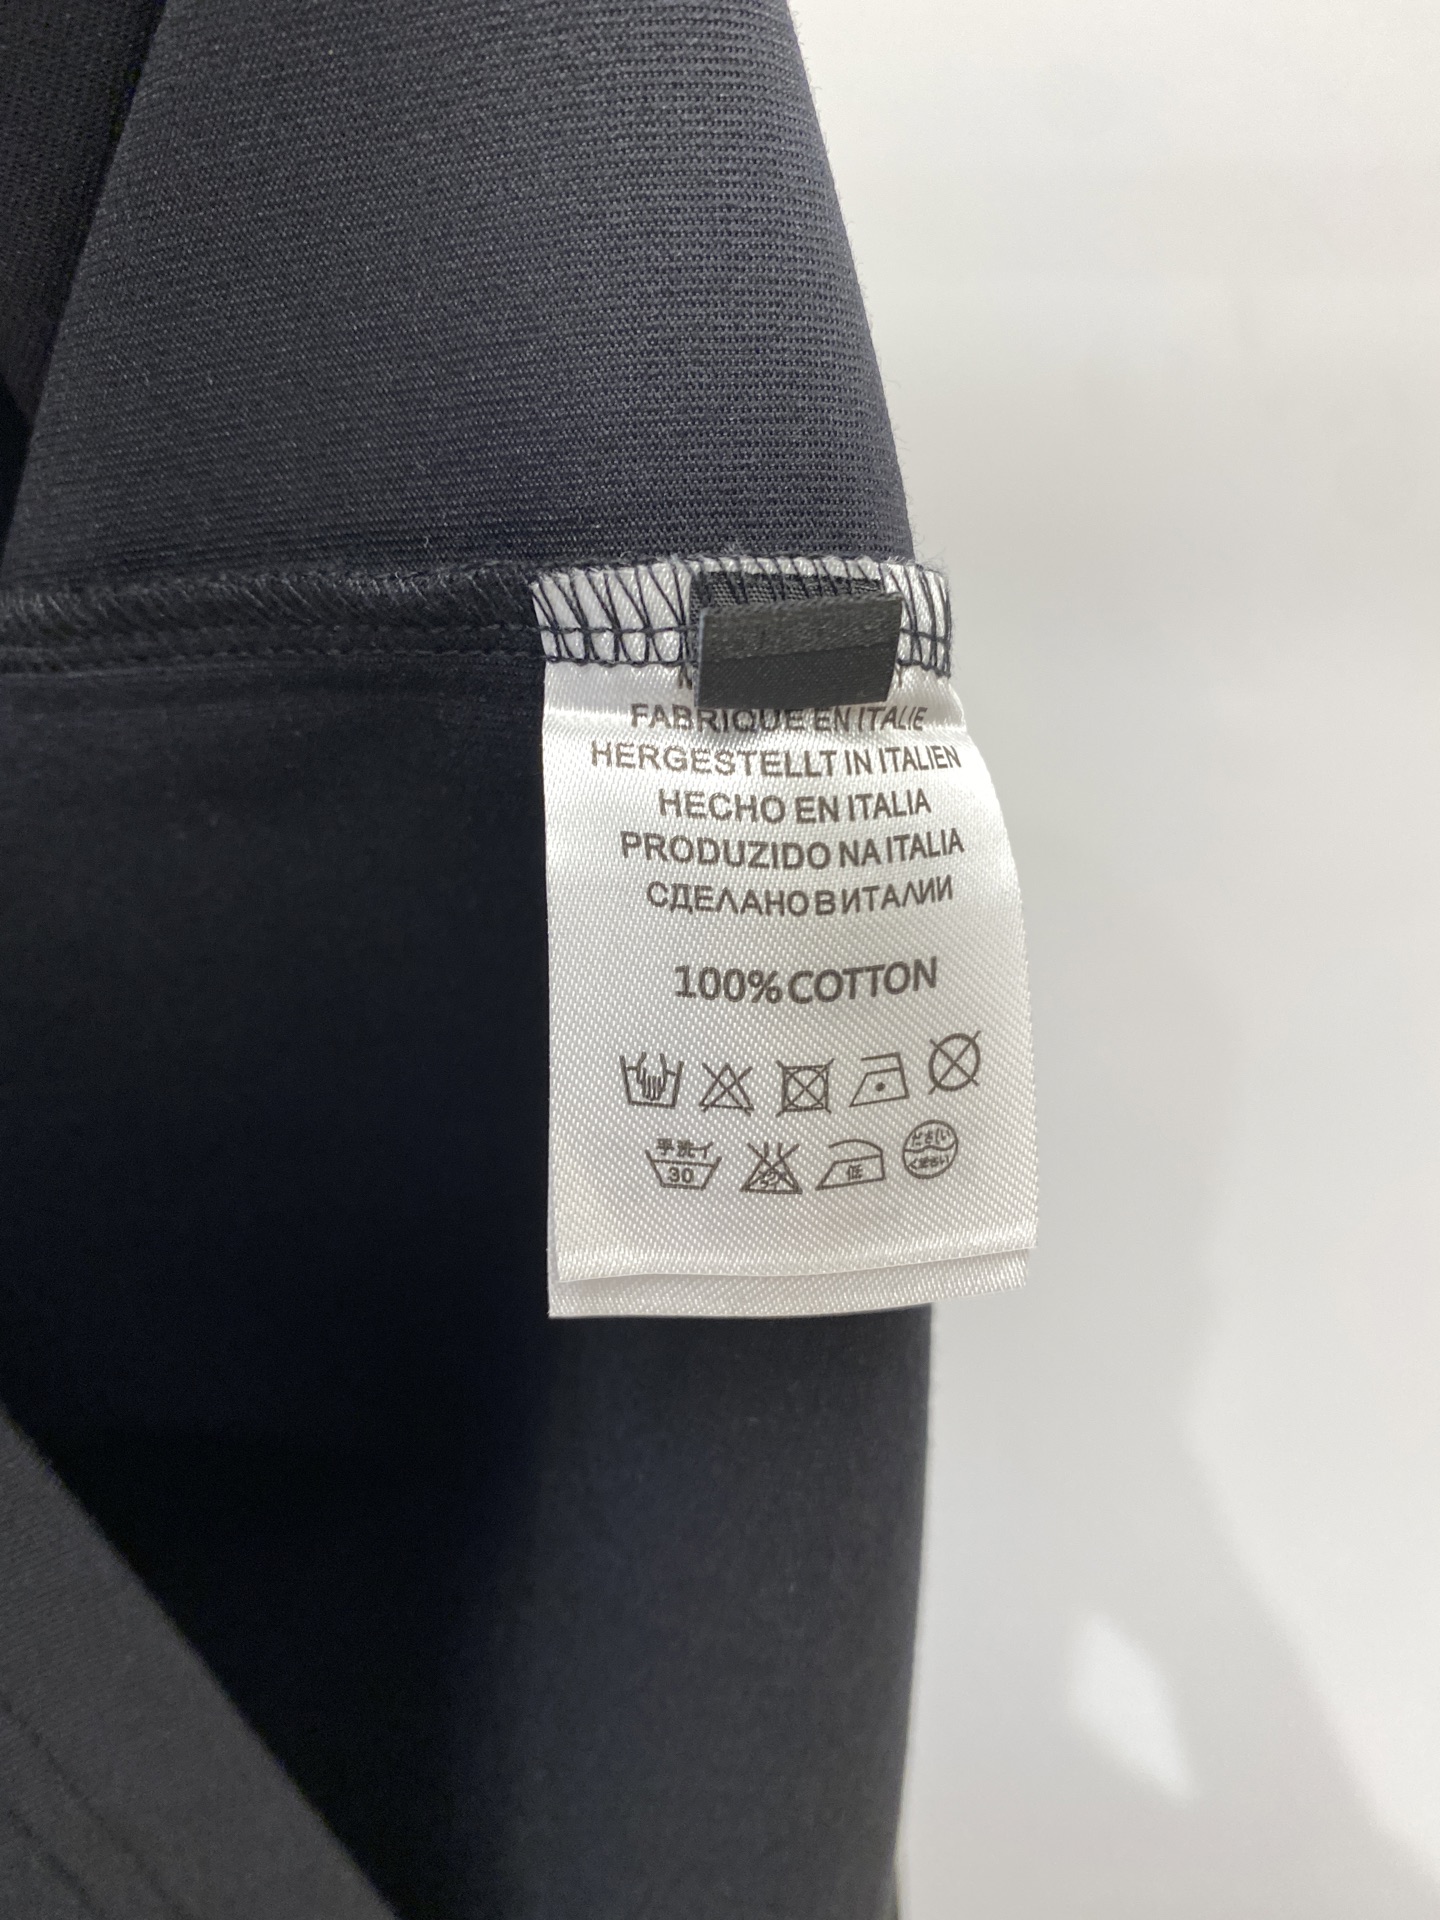 FABRIQUE EN ITALIE
HERGESTELLT IN ITALIEN
HECHO EN ITALIA
PRODUZIDO NA ITALIA
СДЕЛАНО В ИТАЛИИ
100% COTTON
手洗イ
30
低